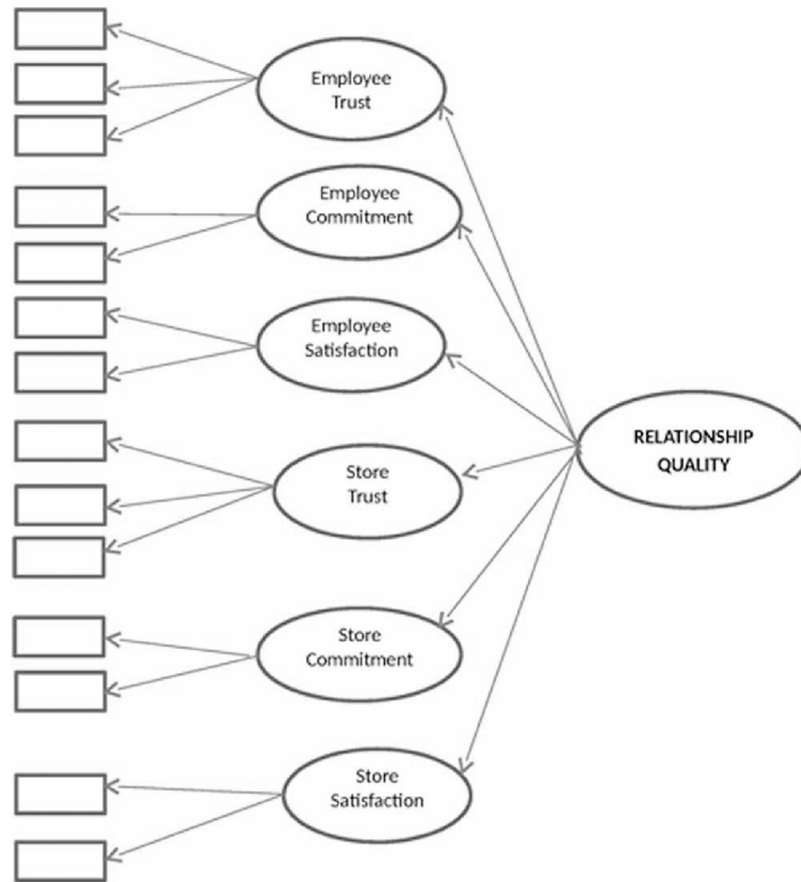 Employee
Trust
Employee
Commitment
Employee
Satisfaction
RELATIONSHIP
QUALITY
Store
Trust
Store
Commitment
Store
Satisfaction